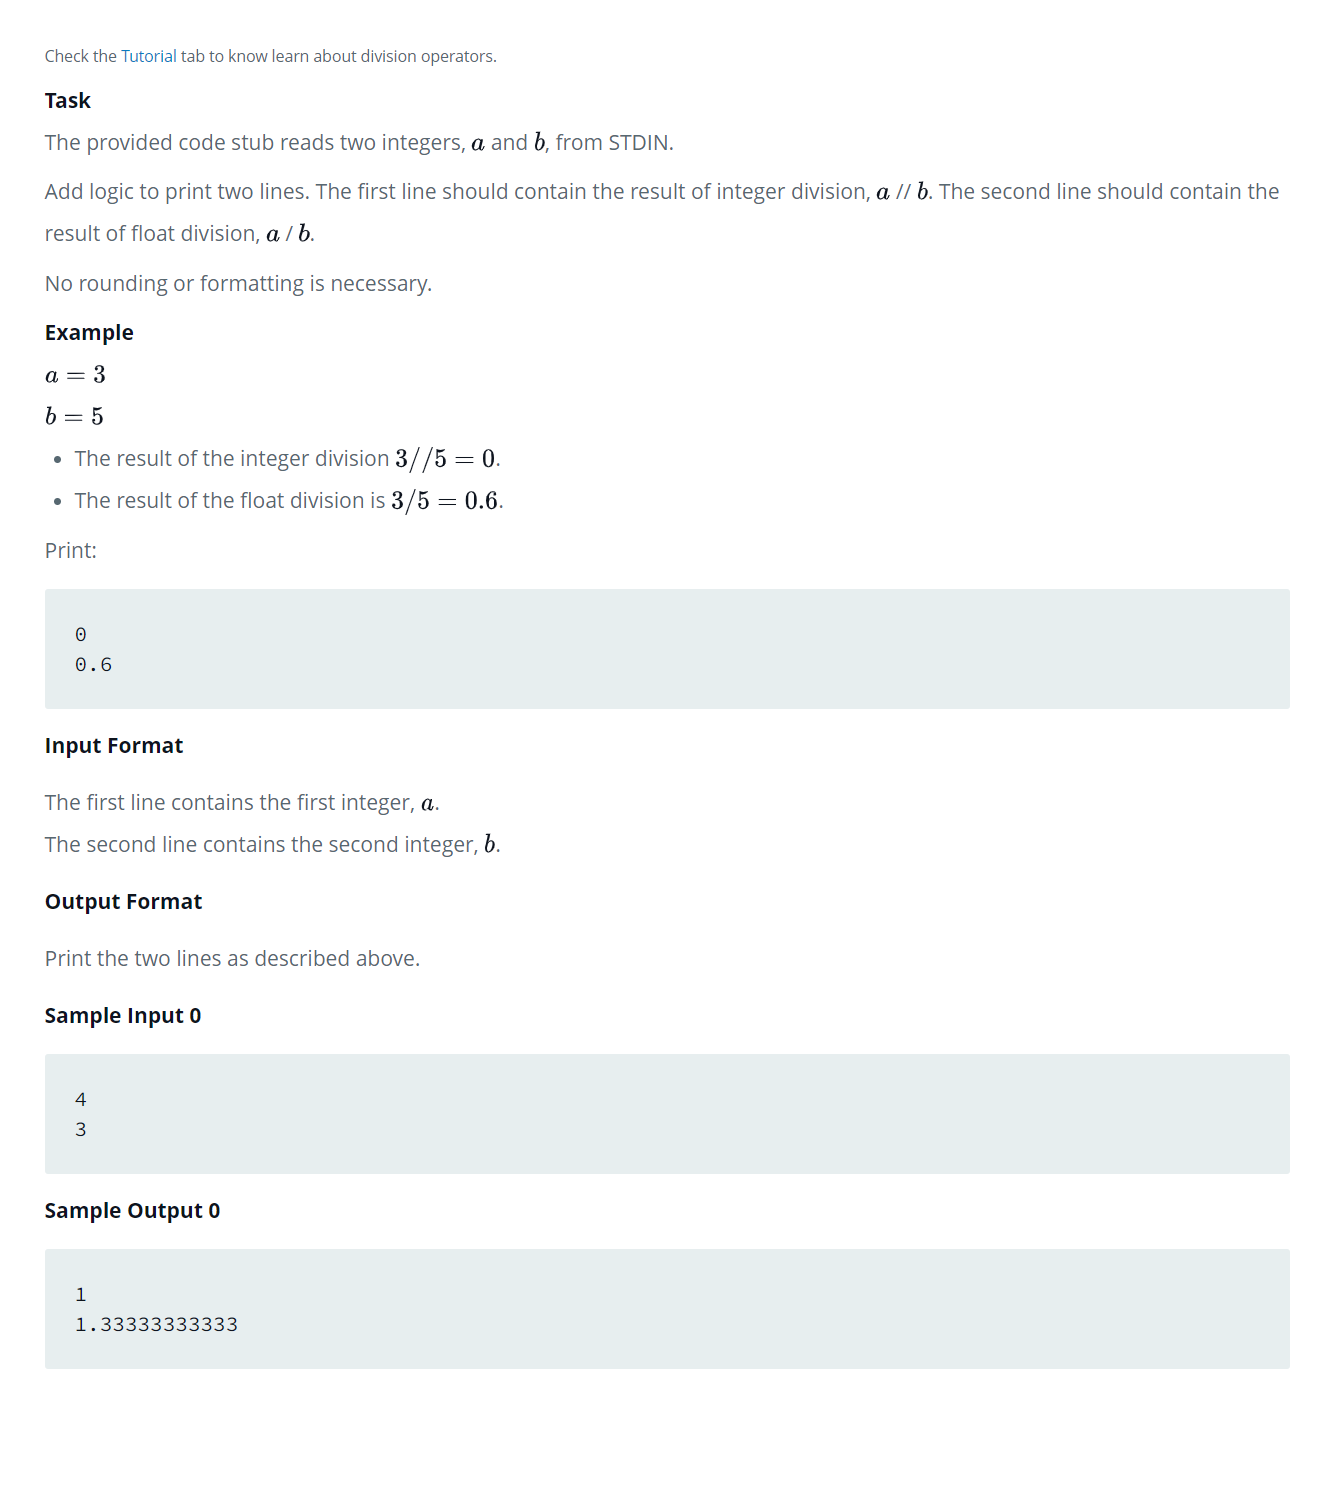 Check the Tutorial tab to know learn about division operators.
Task
The provided code stub reads two integers, a and b, from STDIN.
Add logic to print two lines. The first line should contain the result of integer division, a // b. The second line should contain the
result of float division, a / b.
No rounding or formatting is necessary.
Example
a = 3
b = 5
• The result of the integer division 3//5 = 0.
• The result of the float division is 3/5 = 0.6.
Print:
0
0.6
Input Format
The first line contains the first integer, a.
The second line contains the second integer, b.
Output Format
Print the two lines as described above.
Sample Input 0
4
3
Sample Output 0
1
1.33333333333